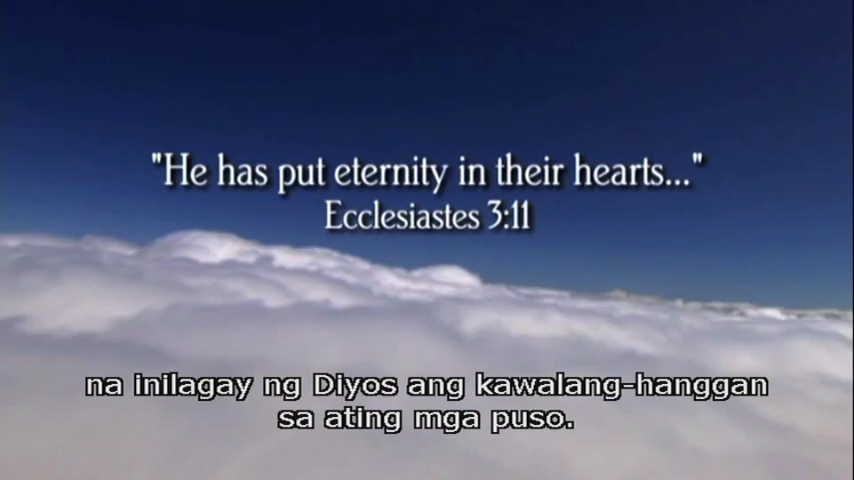 "He has put eternity in their hearts..."
Ecclesiastes 3:11
na inilagay ng Diyos ang kawalang-hanggan
sa ating mga puso.